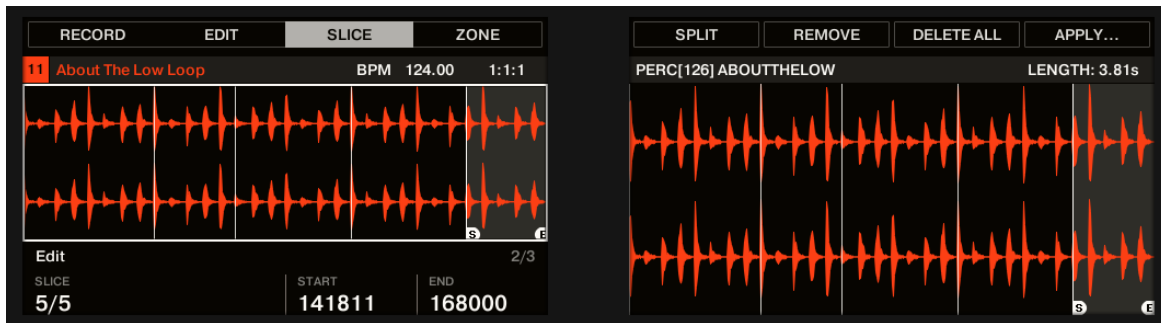 RECORD EDIT SLICE ZONE
11 About The Low Loop BPM 124.00 1:1:1
S E
Edit 2/3
SLICE START END
5/5 141811 168000
SPLIT REMOVE DELETE ALL APPLY...
PERC[126] ABOUTTHELOW LENGTH: 3.81s
S E